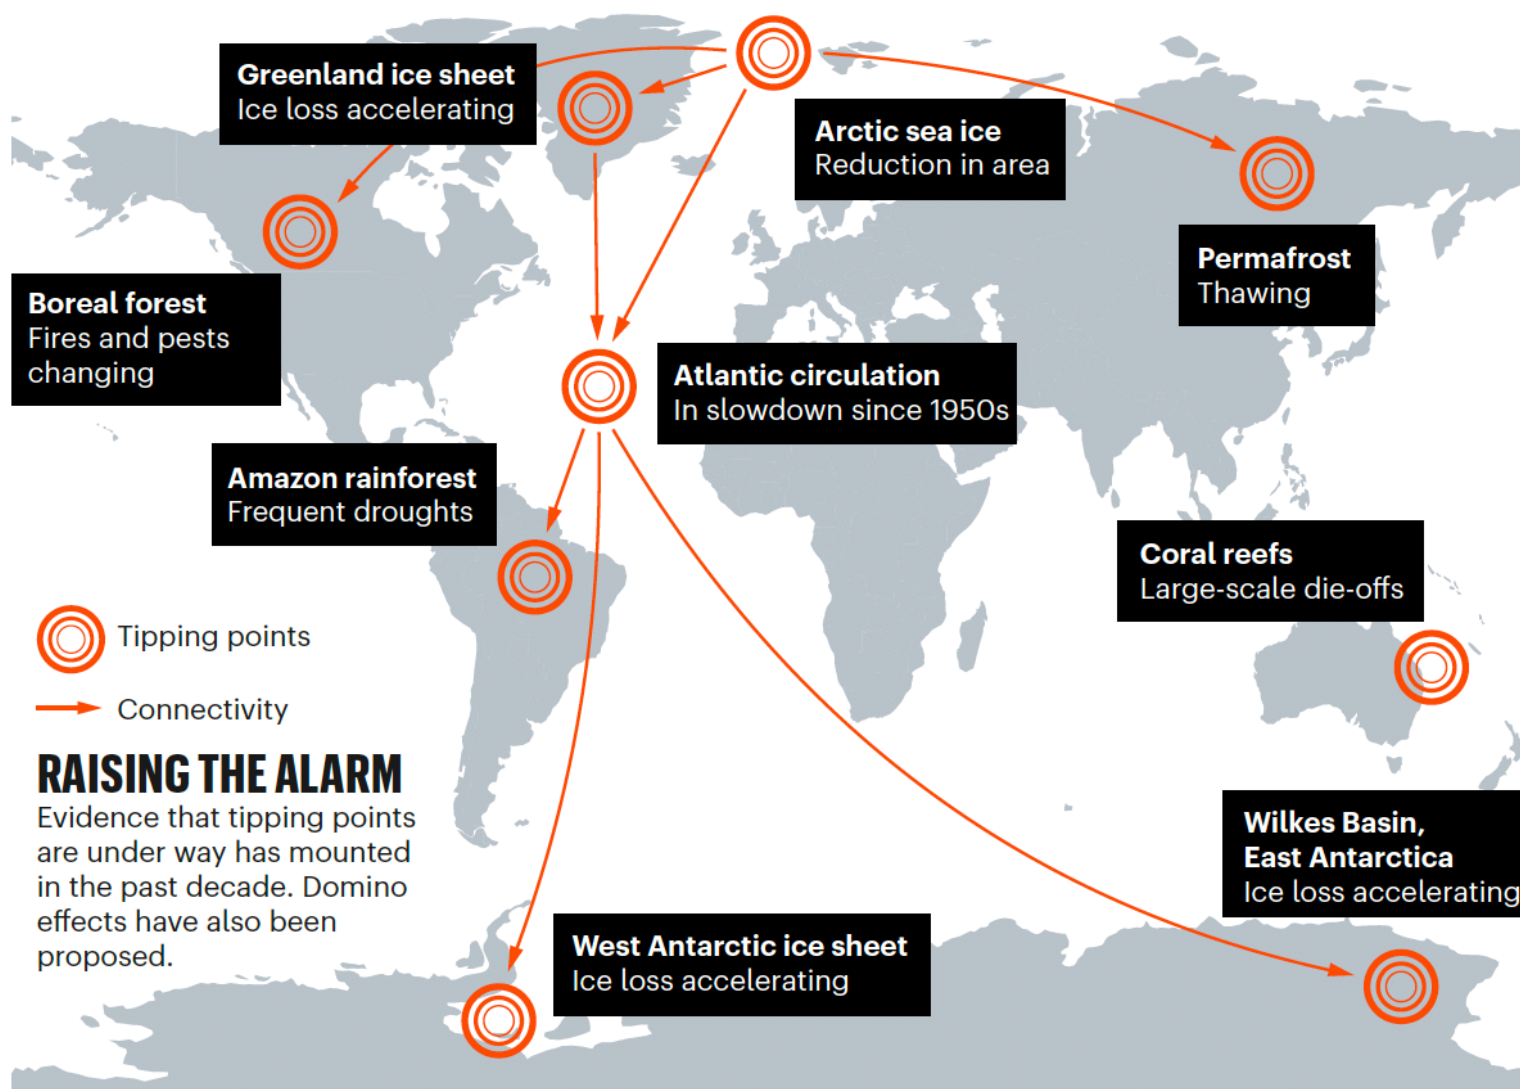 Greenland ice sheet
Ice loss accelerating
Arctic sea ice
Reduction in area
Permafrost
Thawing
Boreal forest
Fires and pests
changing
Atlantic circulation
In slowdown since 1950s
Amazon rainforest
Frequent droughts
Coral reefs
Large-scale die-offs
Tipping points
Connectivity
RAISING THE ALARM
Evidence that tipping points
are under way has mounted
in the past decade. Domino
effects have also been
proposed.
Wilkes Basin,
East Antarctica
Ice loss accelerating
West Antarctic ice sheet
Ice loss accelerating